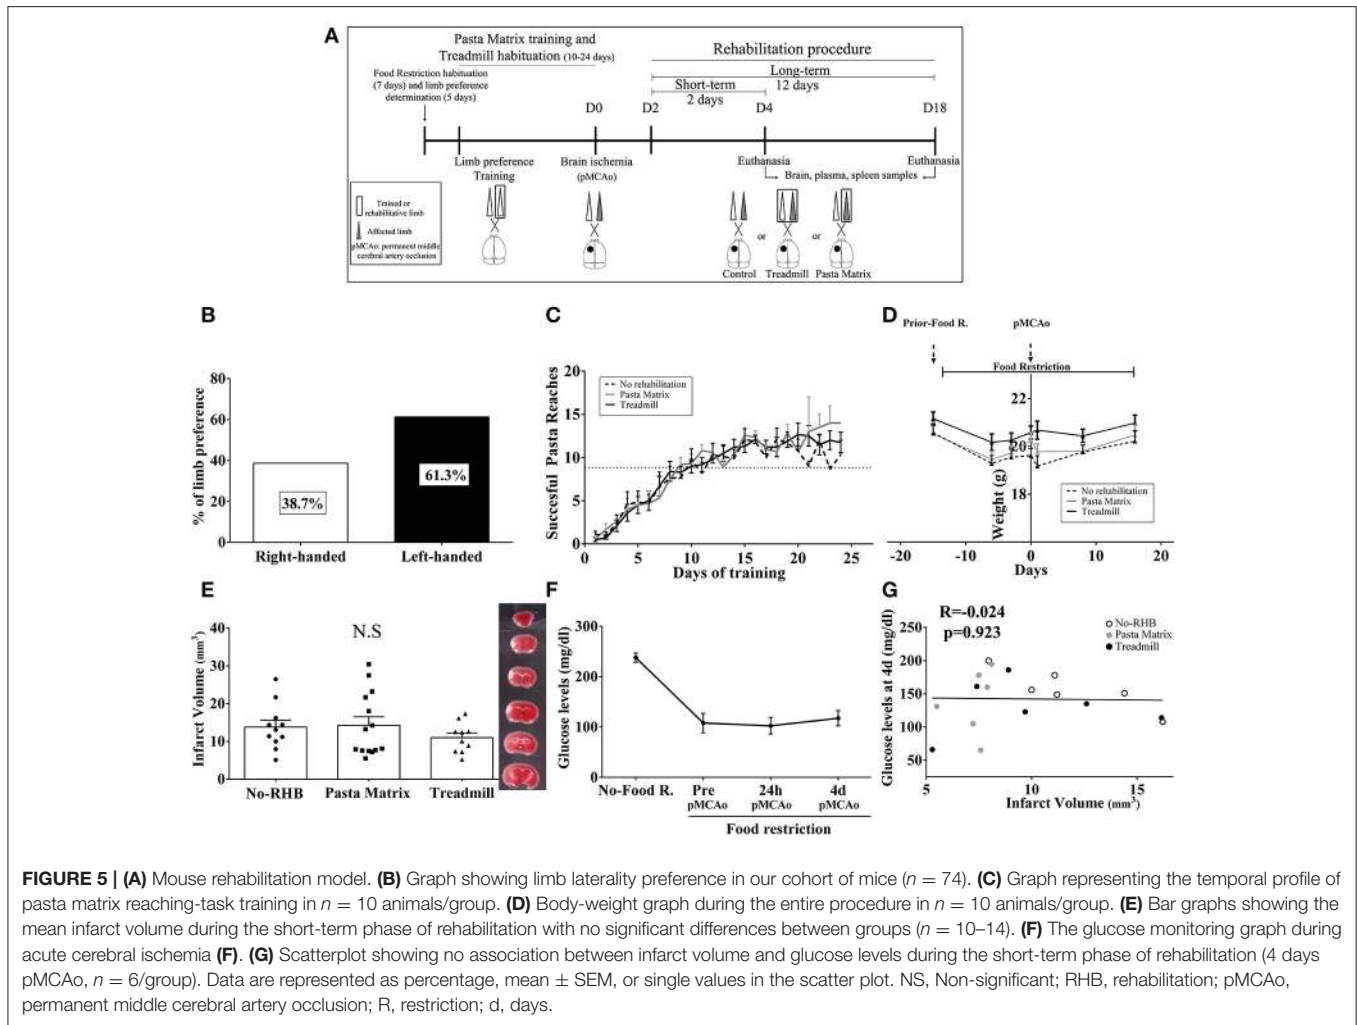 A
Pasta Matrix training and
Treadmill habituation (10-24 days)
Rehabilitation procedure
Food Restriction habituation
(7 days) and limb preference
determination (5 days)
Long-term
12 days
Short-term
2 days
D0
D2
D4
D18
Limb preference
Training
Brain ischemia
(pMCAo)
Euthanasia
Euthanasia
Brain, plasma, spleen samples
Trained or
rehabilitative limb
Affected limb
pMCAo: permanent middle
cerebral artery occlusion
or
or
Control
Treadmill
Pasta Matrix
B
% of limb preference
80
60
40
20
0
38.7%
61.3%
Right-handed
Left-handed
C
Succesful Pasta Reaches
20
15
10
5
0
No rehabilitation
Pasta Matrix
Treadmill
0 5 10 15 20 25
Days of training
D
Prior-Food R.
pMCAo
Food Restriction
Weight (g)
22
20
18
No rehabilitation
Pasta Matrix
Treadmill
-20 -10 0 10 20
Days
E
Infarct Volume (mm³)
40
30
20
10
0
N.S
No-RHB
Pasta Matrix
Treadmill
F
Glucose levels (mg/dl)
300
200
100
0
No-Food R.
Pre
pMCAo
24h
pMCAo
4d
pMCAo
Food restriction
G
R=-0.024
p=0.923
No-RHB
Pasta Matrix
Treadmill
Glucose levels at 4d (mg/dl)
250
200
150
100
50
5 10 15
Infarct Volume (mm³)
FIGURE 5 | (A) Mouse rehabilitation model. (B) Graph showing limb laterality preference in our cohort of mice (n = 74). (C) Graph representing the temporal profile of
pasta matrix reaching-task training in n = 10 animals/group. (D) Body-weight graph during the entire procedure in n = 10 animals/group. (E) Bar graphs showing the
mean infarct volume during the short-term phase of rehabilitation with no significant differences between groups (n = 10–14). (F) The glucose monitoring graph during
acute cerebral ischemia (F). (G) Scatterplot showing no association between infarct volume and glucose levels during the short-term phase of rehabilitation (4 days
pMCAo, n = 6/group). Data are represented as percentage, mean ± SEM, or single values in the scatter plot. NS, Non-significant; RHB, rehabilitation; pMCAo,
permanent middle cerebral artery occlusion; R, restriction; d, days.